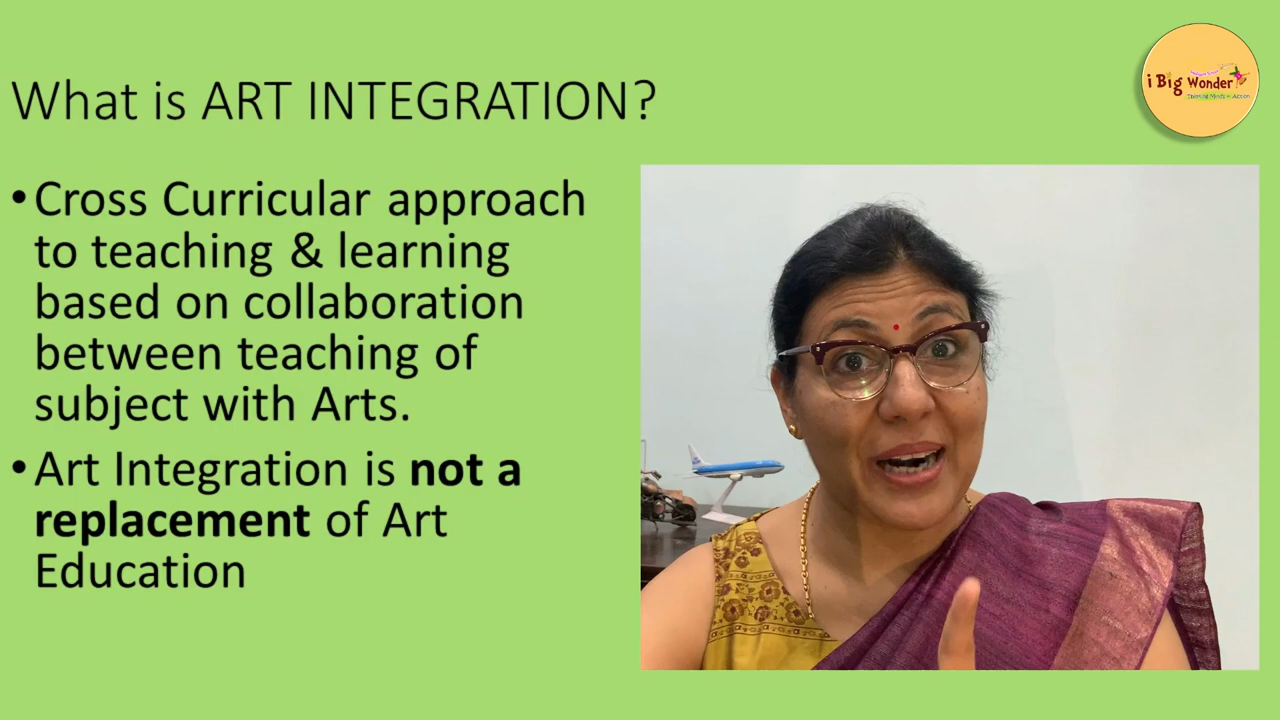 What is ART INTEGRATION?
i Big Wonder
• Cross Curricular approach
to teaching & learning
based on collaboration
between teaching of
subject with Arts.
• Art Integration is not a
replacement of Art
Education